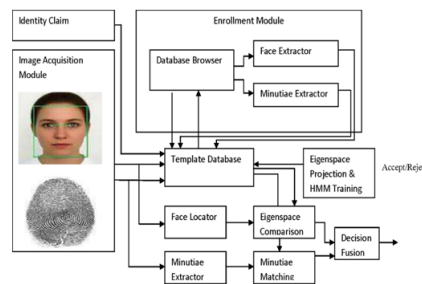 Identity Claim
Enrollment Module
Image Acquisition
Module
Database Browser
Face Extractor
Minutiae Extractor
Template Database
Eigenspace
Projection &
HMM Training
Accept/Reje
Face Locator
Eigenspace
Comparison
Decision
Fusion
Minutiae
Extractor
Minutiae
Matching